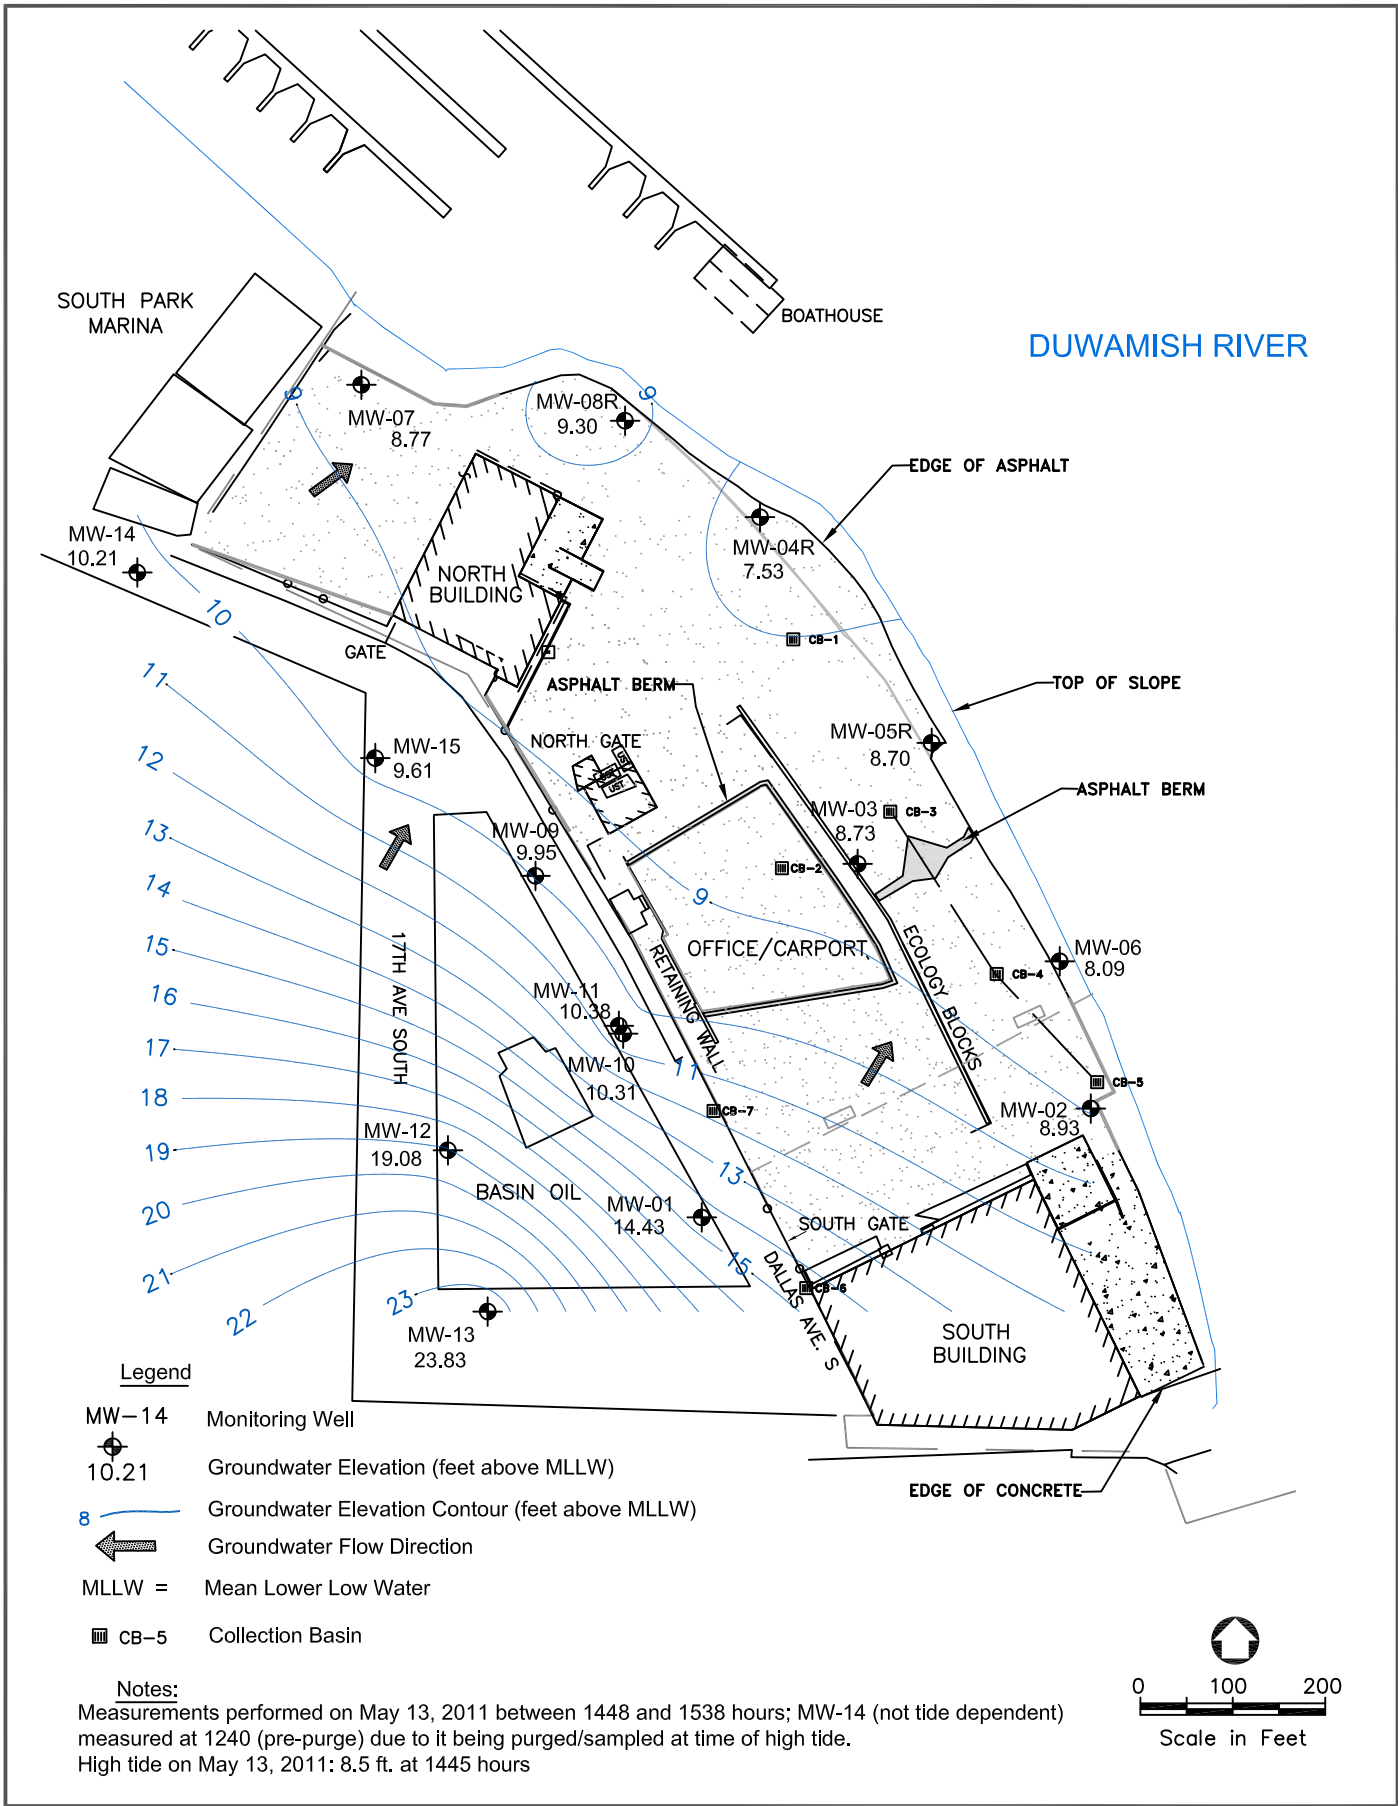 SOUTH PARK
MARINA
BOATHOUSE
DUWAMISH RIVER
9
9
MW-07
8.77
MW-08R
9.30
EDGE OF ASPHALT
MW-14
10.21
MW-04R
7.53
NORTH
BUILDING
10
CB-1
GATE
11
ASPHALT BERM
TOP OF SLOPE
12
MW-15
9.61
NORTH GATE
UST
UST
MW-05R
8.70
ASPHALT BERM
13
MW-09
9.95
MW-03
8.73
CB-3
14
CB-2
9
15
17TH AVE SOUTH
RETAINING WALL
OFFICE/CARPORT
ECOLOGY BLOCKS
MW-06
8.09
CB-4
16
MW-11
10.38
17
MW-10
10.31
11
CB-5
18
CB-7
MW-02
8.93
19
MW-12
19.08
13
20
BASIN OIL
MW-01
14.43
SOUTH GATE
21
15
DALLAS AVE. S
CB-6
22
23
MW-13
23.83
SOUTH
BUILDING
Legend
MW-14
Monitoring Well
10.21
Groundwater Elevation (feet above MLLW)
8
Groundwater Elevation Contour (feet above MLLW)
Groundwater Flow Direction
MLLW = Mean Lower Low Water
CB-5 Collection Basin
EDGE OF CONCRETE
Notes:
Measurements performed on May 13, 2011 between 1448 and 1538 hours; MW-14 (not tide dependent)
measured at 1240 (pre-purge) due to it being purged/sampled at time of high tide.
High tide on May 13, 2011: 8.5 ft. at 1445 hours
0 100 200
Scale in Feet